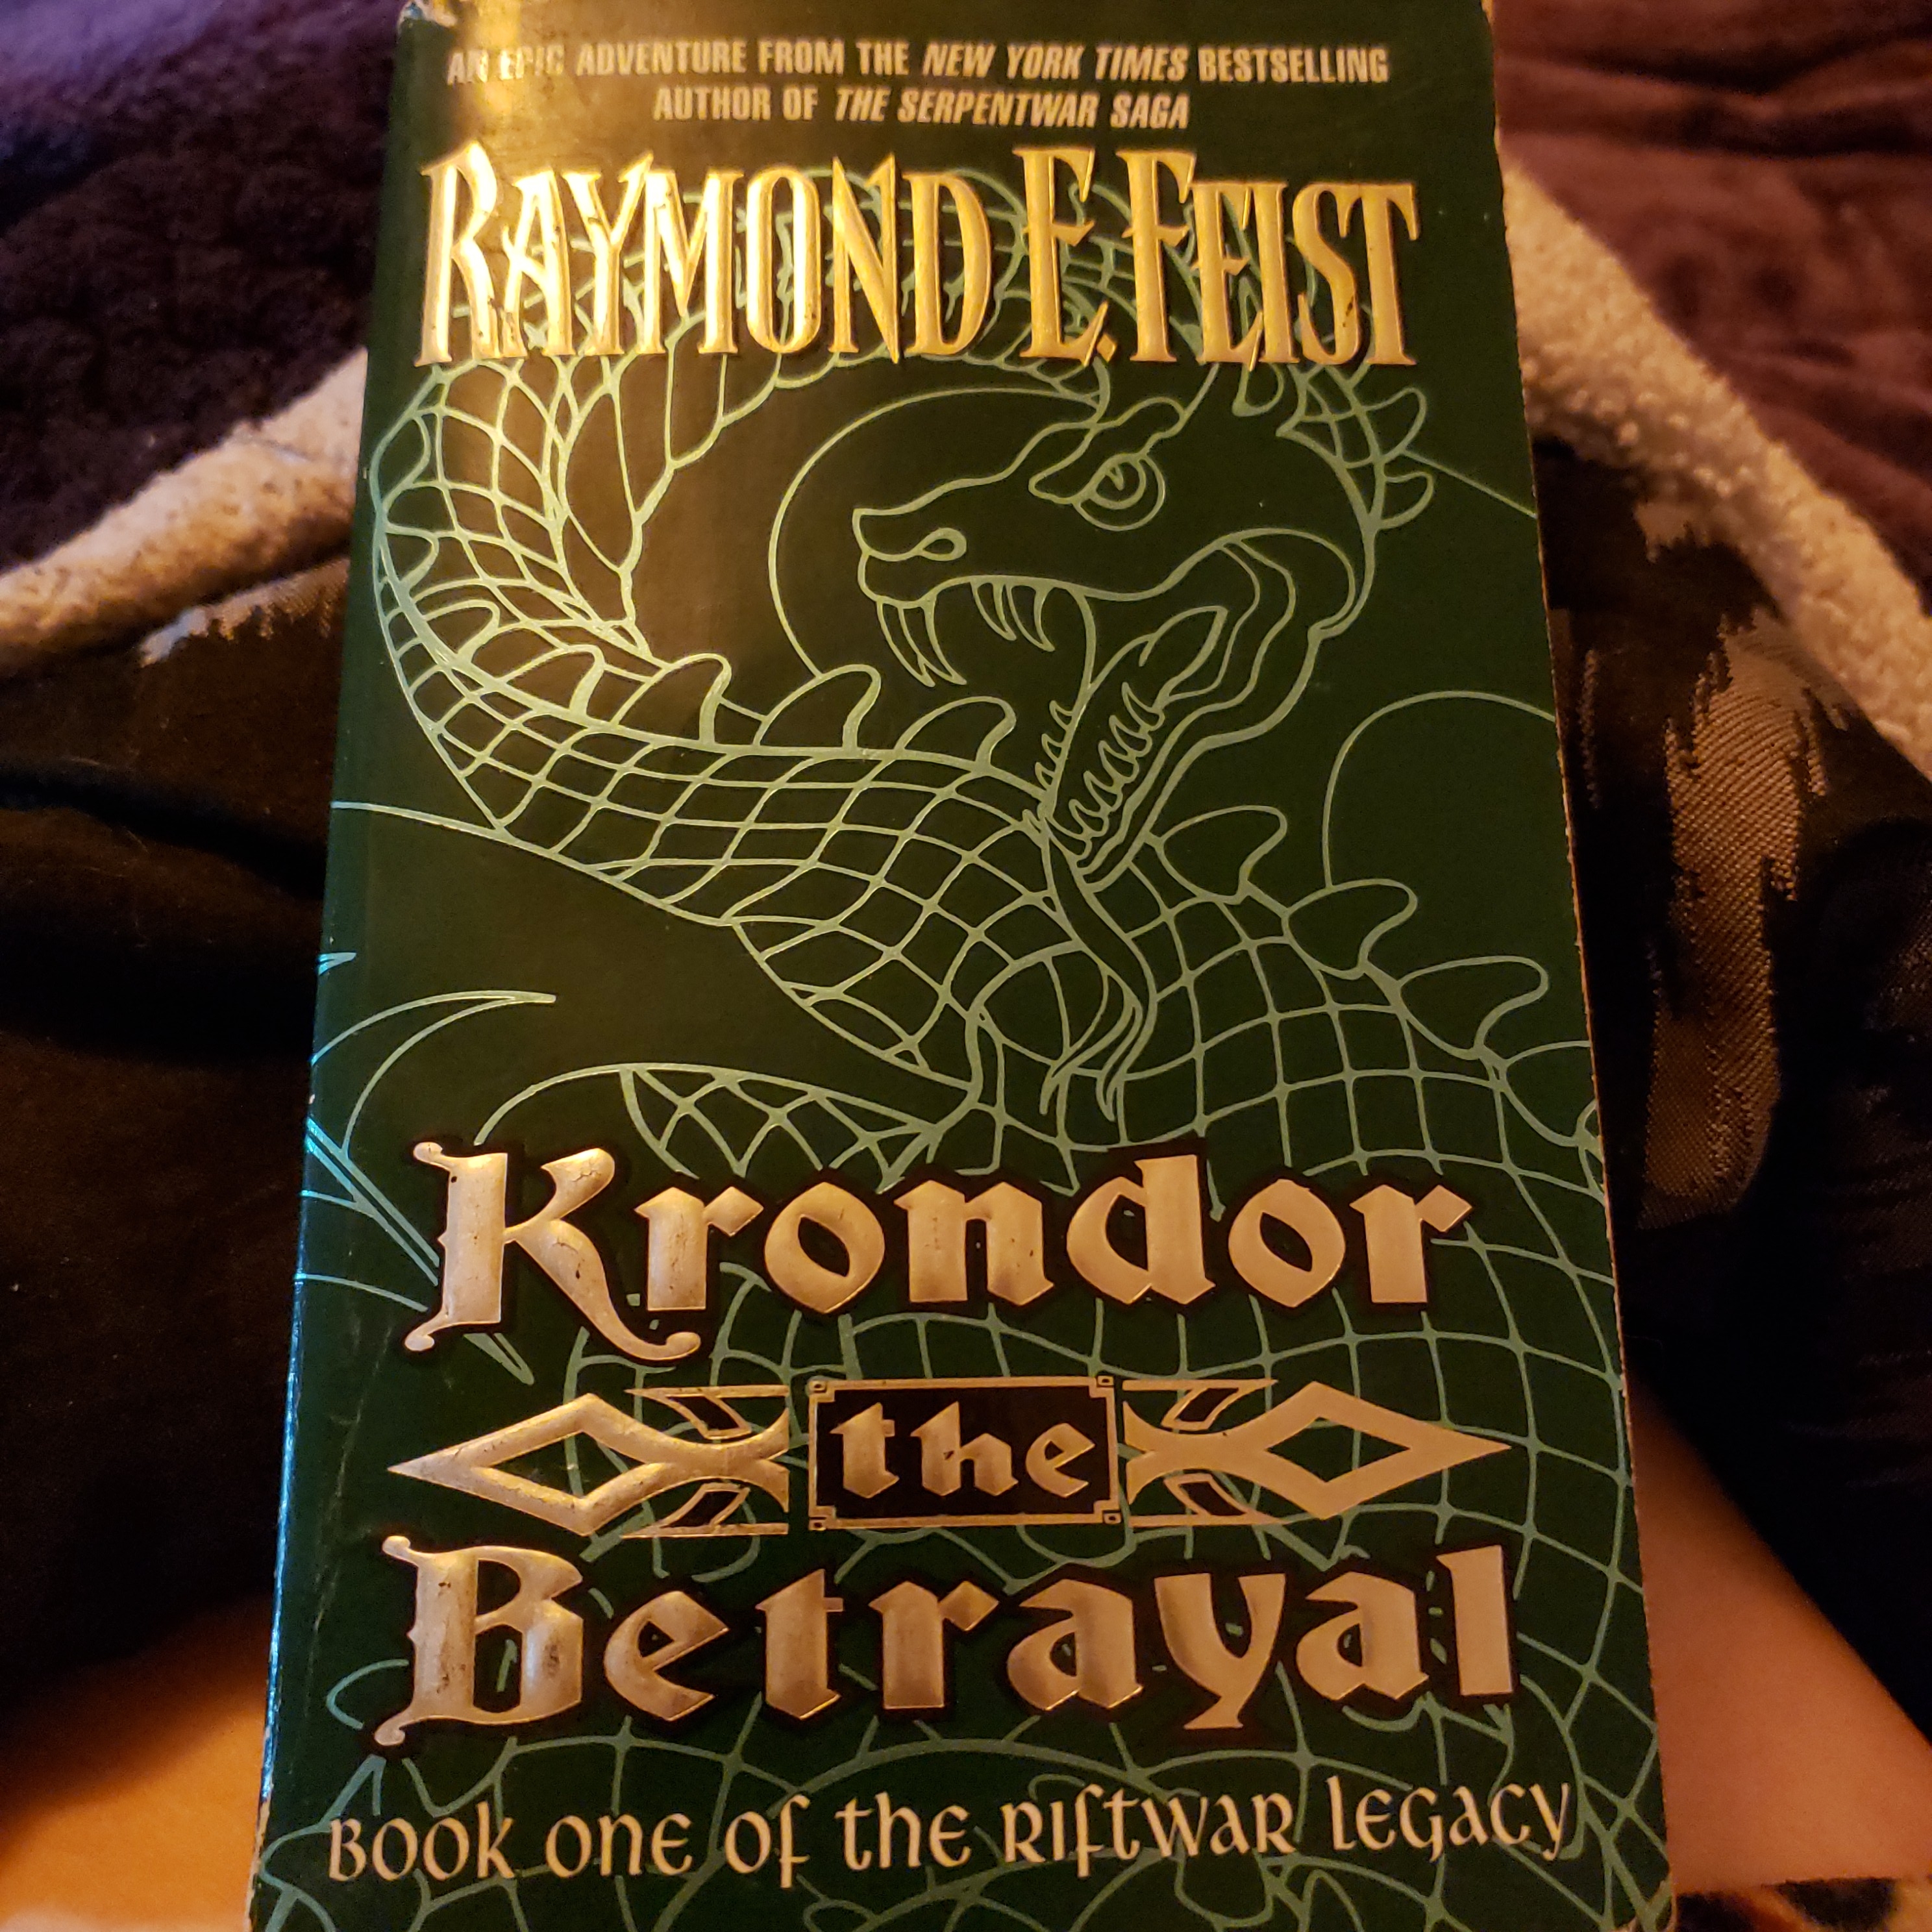 AN EPIC ADVENTURE FROM THE NEW YORK TIMES BESTSELLING
AUTHOR OF THE SERPENTWAR SAGA
RAYMOND E. FEIST
Krondor
the
Betrayal
BOOK ONE OF THE RIFTWAR LEGACY